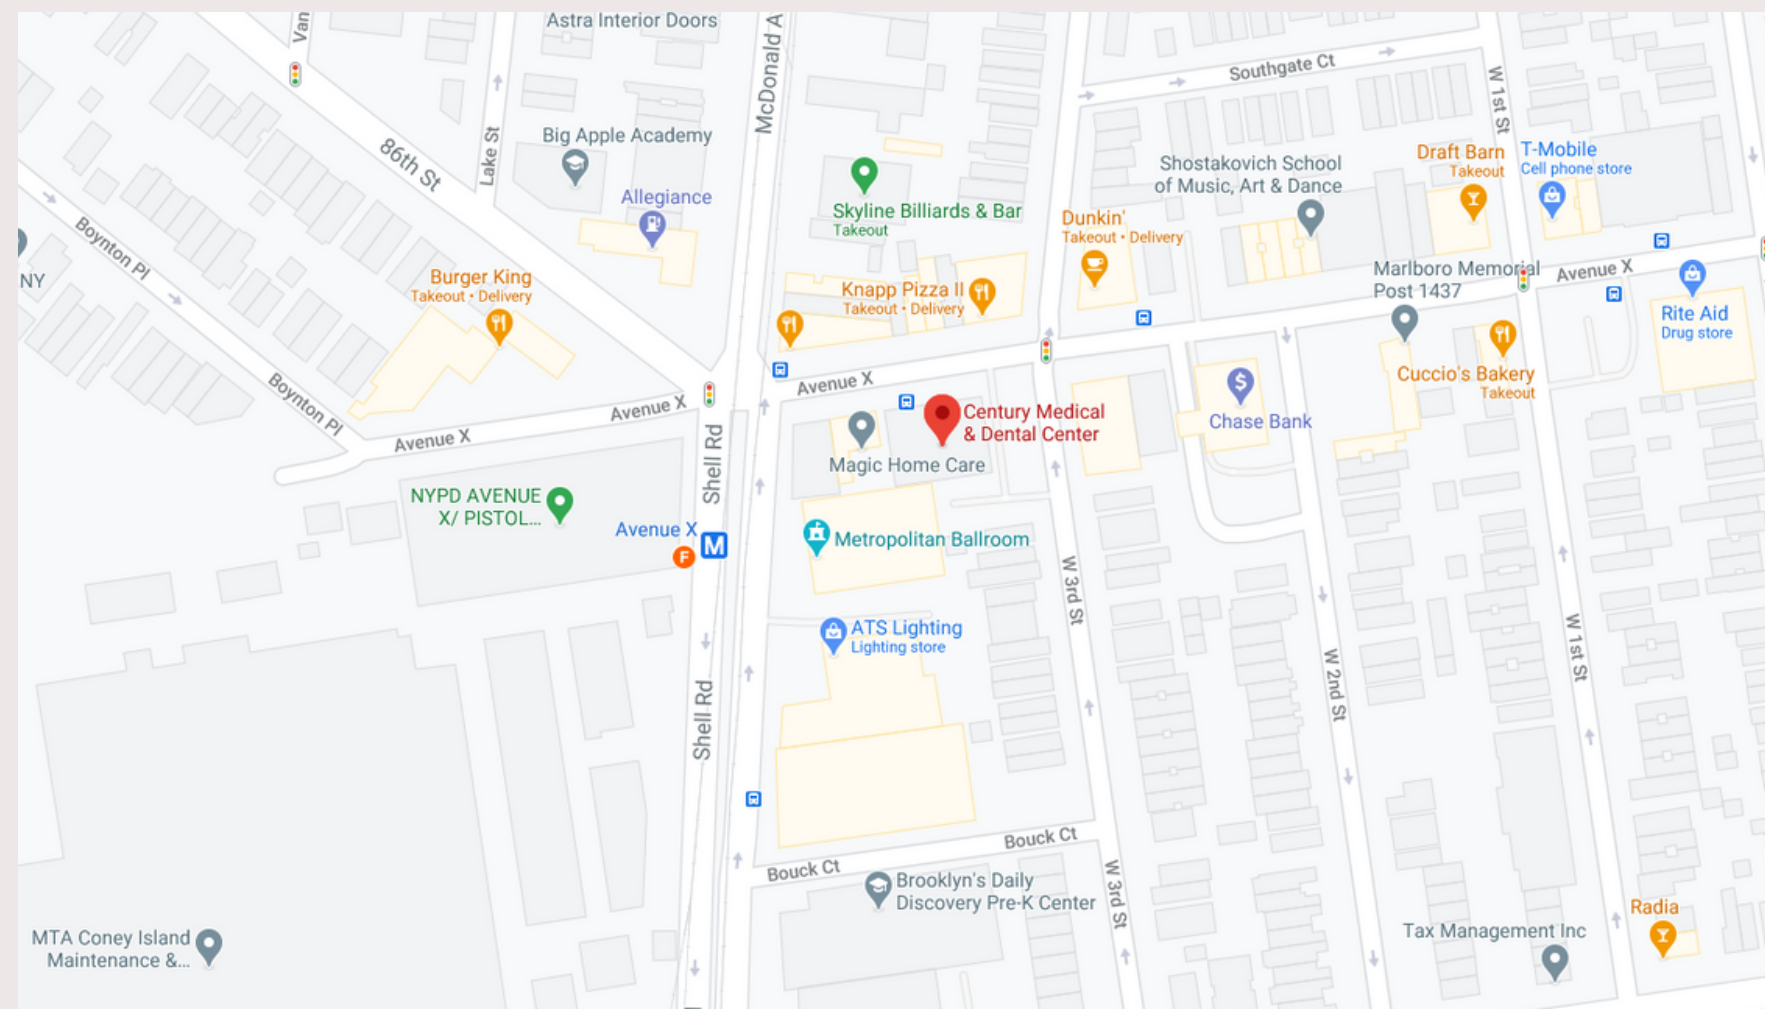 Van
Astra Interior Doors
McDonald A
Southgate Ct
W 1st St
86th St
Lake St
Big Apple Academy
Allegiance
Skyline Billiards & Bar
Takeout
Dunkin'
Takeout • Delivery
Shostakovich School
of Music, Art & Dance
Draft Barn
Takeout
T-Mobile
Cell phone store
NY
Boynton Pl
Burger King
Takeout • Delivery
Knapp Pizza II
Takeout • Delivery
Marlboro Memorial
Post 1437
Avenue X
Rite Aid
Drug store
Boynton Pl
Avenue X
Avenue X
Avenue X
Cuccio's Bakery
Takeout
Century Medical
& Dental Center
$
Chase Bank
Magic Home Care
Shell Rd
NYPD AVENUE
X/ PISTOL...
Avenue X
M
F
Metropolitan Ballroom
W 3rd St
ATS Lighting
Lighting store
W 2nd St
W 1st St
Shell Rd
Bouck Ct
Bouck Ct
Brooklyn's Daily
Discovery Pre-K Center
W 3rd St
MTA Coney Island
Maintenance &...
Tax Management Inc
Radia